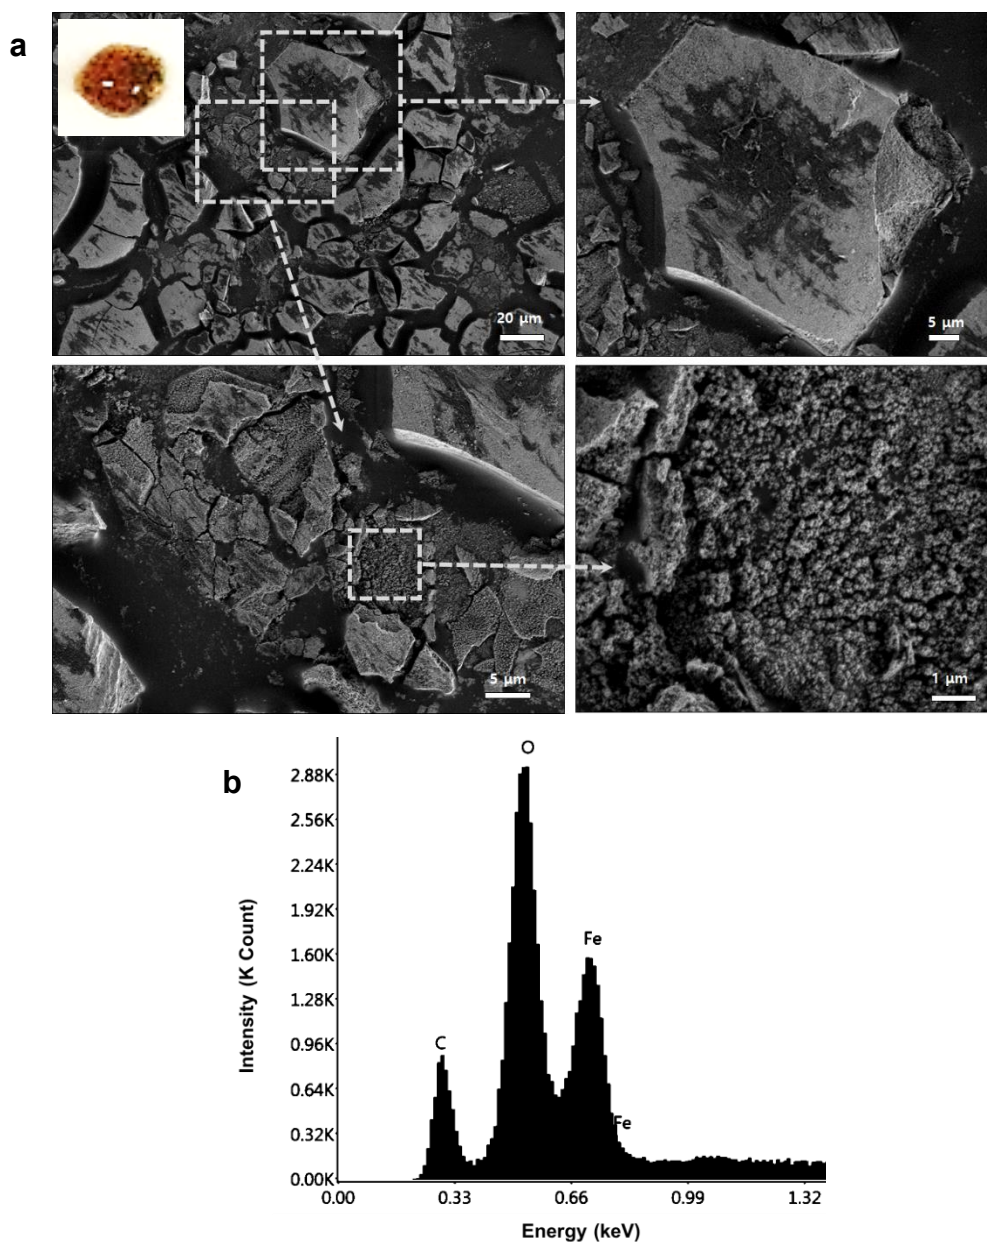 a
20 µm
5 µm
5 µm
1 µm
b
O
Fe
C
Fe
2.88K
2.56K
2.24K
1.92K
1.60K
1.28K
0.96K
0.64K
0.32K
0.00K
Intensity (K Count)
0.00 0.33 0.66 0.99 1.32
Energy (keV)